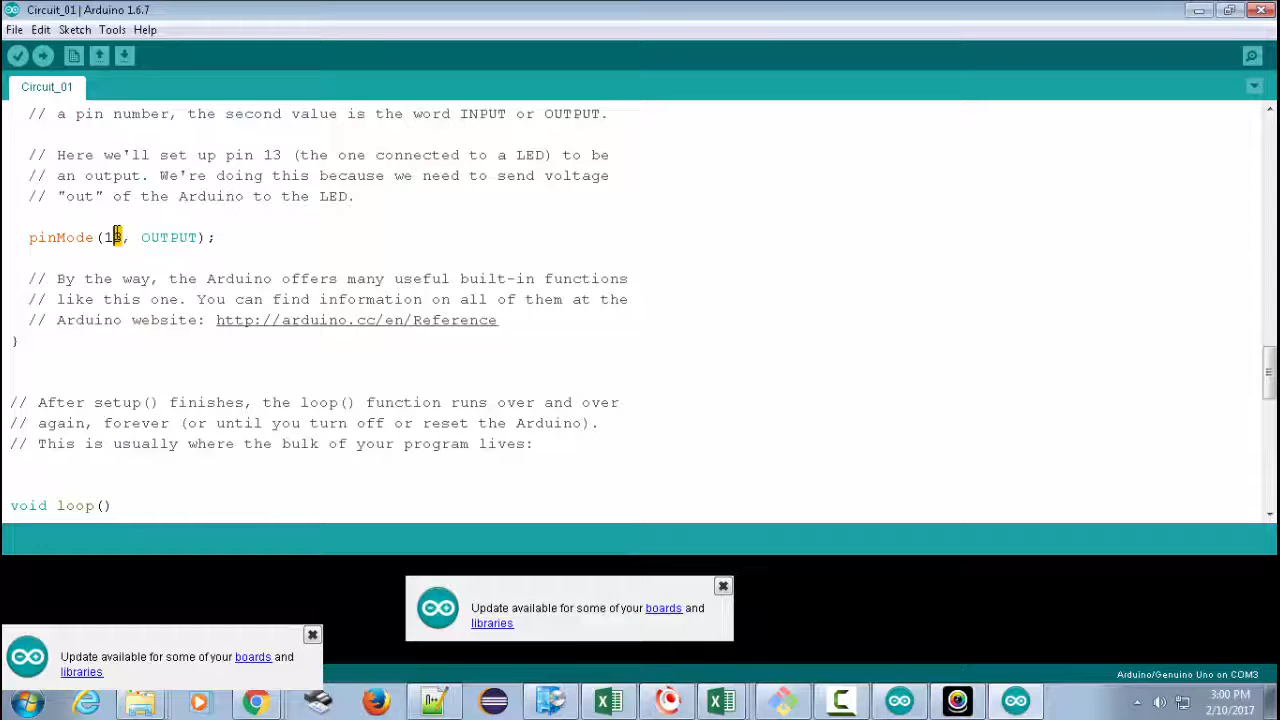 Circuit_01 | Arduino 1.6.7
File Edit Sketch Tools Help
Circuit_01
// a pin number, the second value is the word INPUT or OUTPUT.
// Here we'll set up pin 13 (the one connected to a LED) to be
// an output. We're doing this because we need to send voltage
// "out" of the Arduino to the LED.
pinMode(13, OUTPUT);
// By the way, the Arduino offers many useful built-in functions
// like this one. You can find information on all of them at the
// Arduino website: http://arduino.cc/en/Reference
}
// After setup() finishes, the loop() function runs over and over
// again, forever (or until you turn off or reset the Arduino).
// This is usually where the bulk of your program lives:
void loop()
Update available for some of your boards and
libraries
Update available for some of your boards and
libraries
Arduino/Genuino Uno on COM3
3:00 PM
2/10/2017